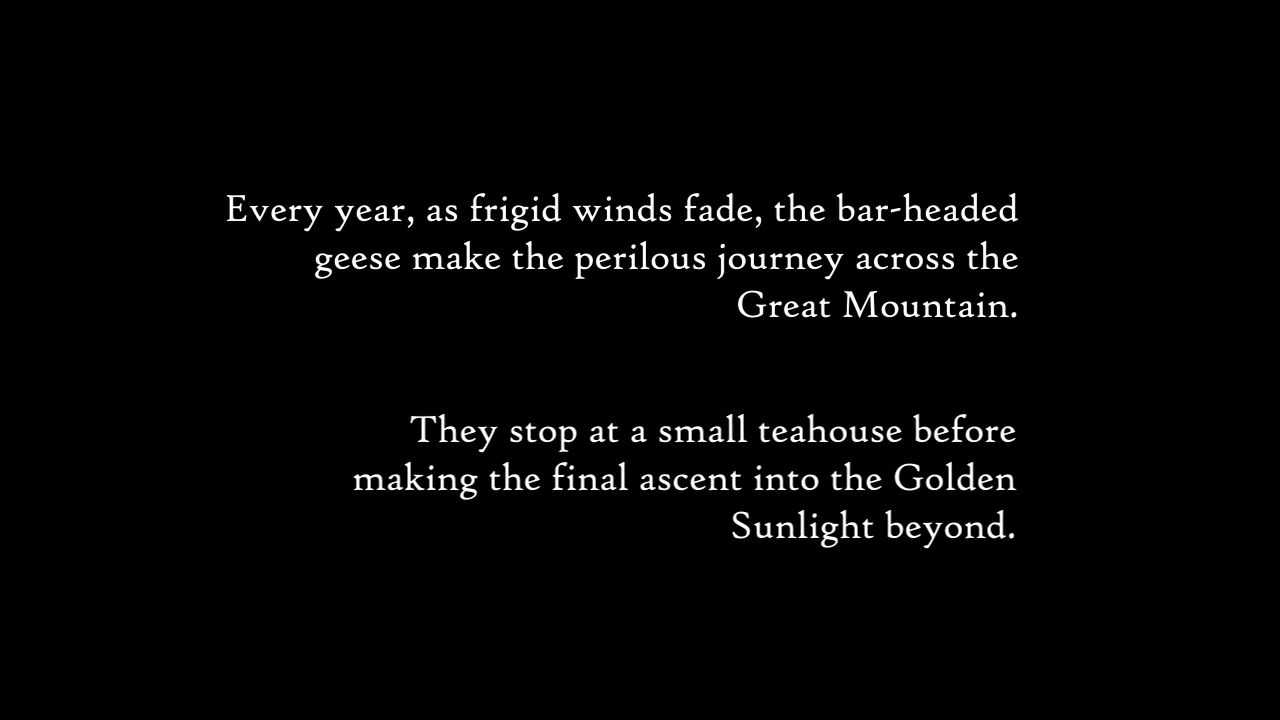 Every year, as frigid winds fade, the bar-headed
geese make the perilous journey across the
Great Mountain.
They stop at a small teahouse before
making the final ascent into the Golden
Sunlight beyond.